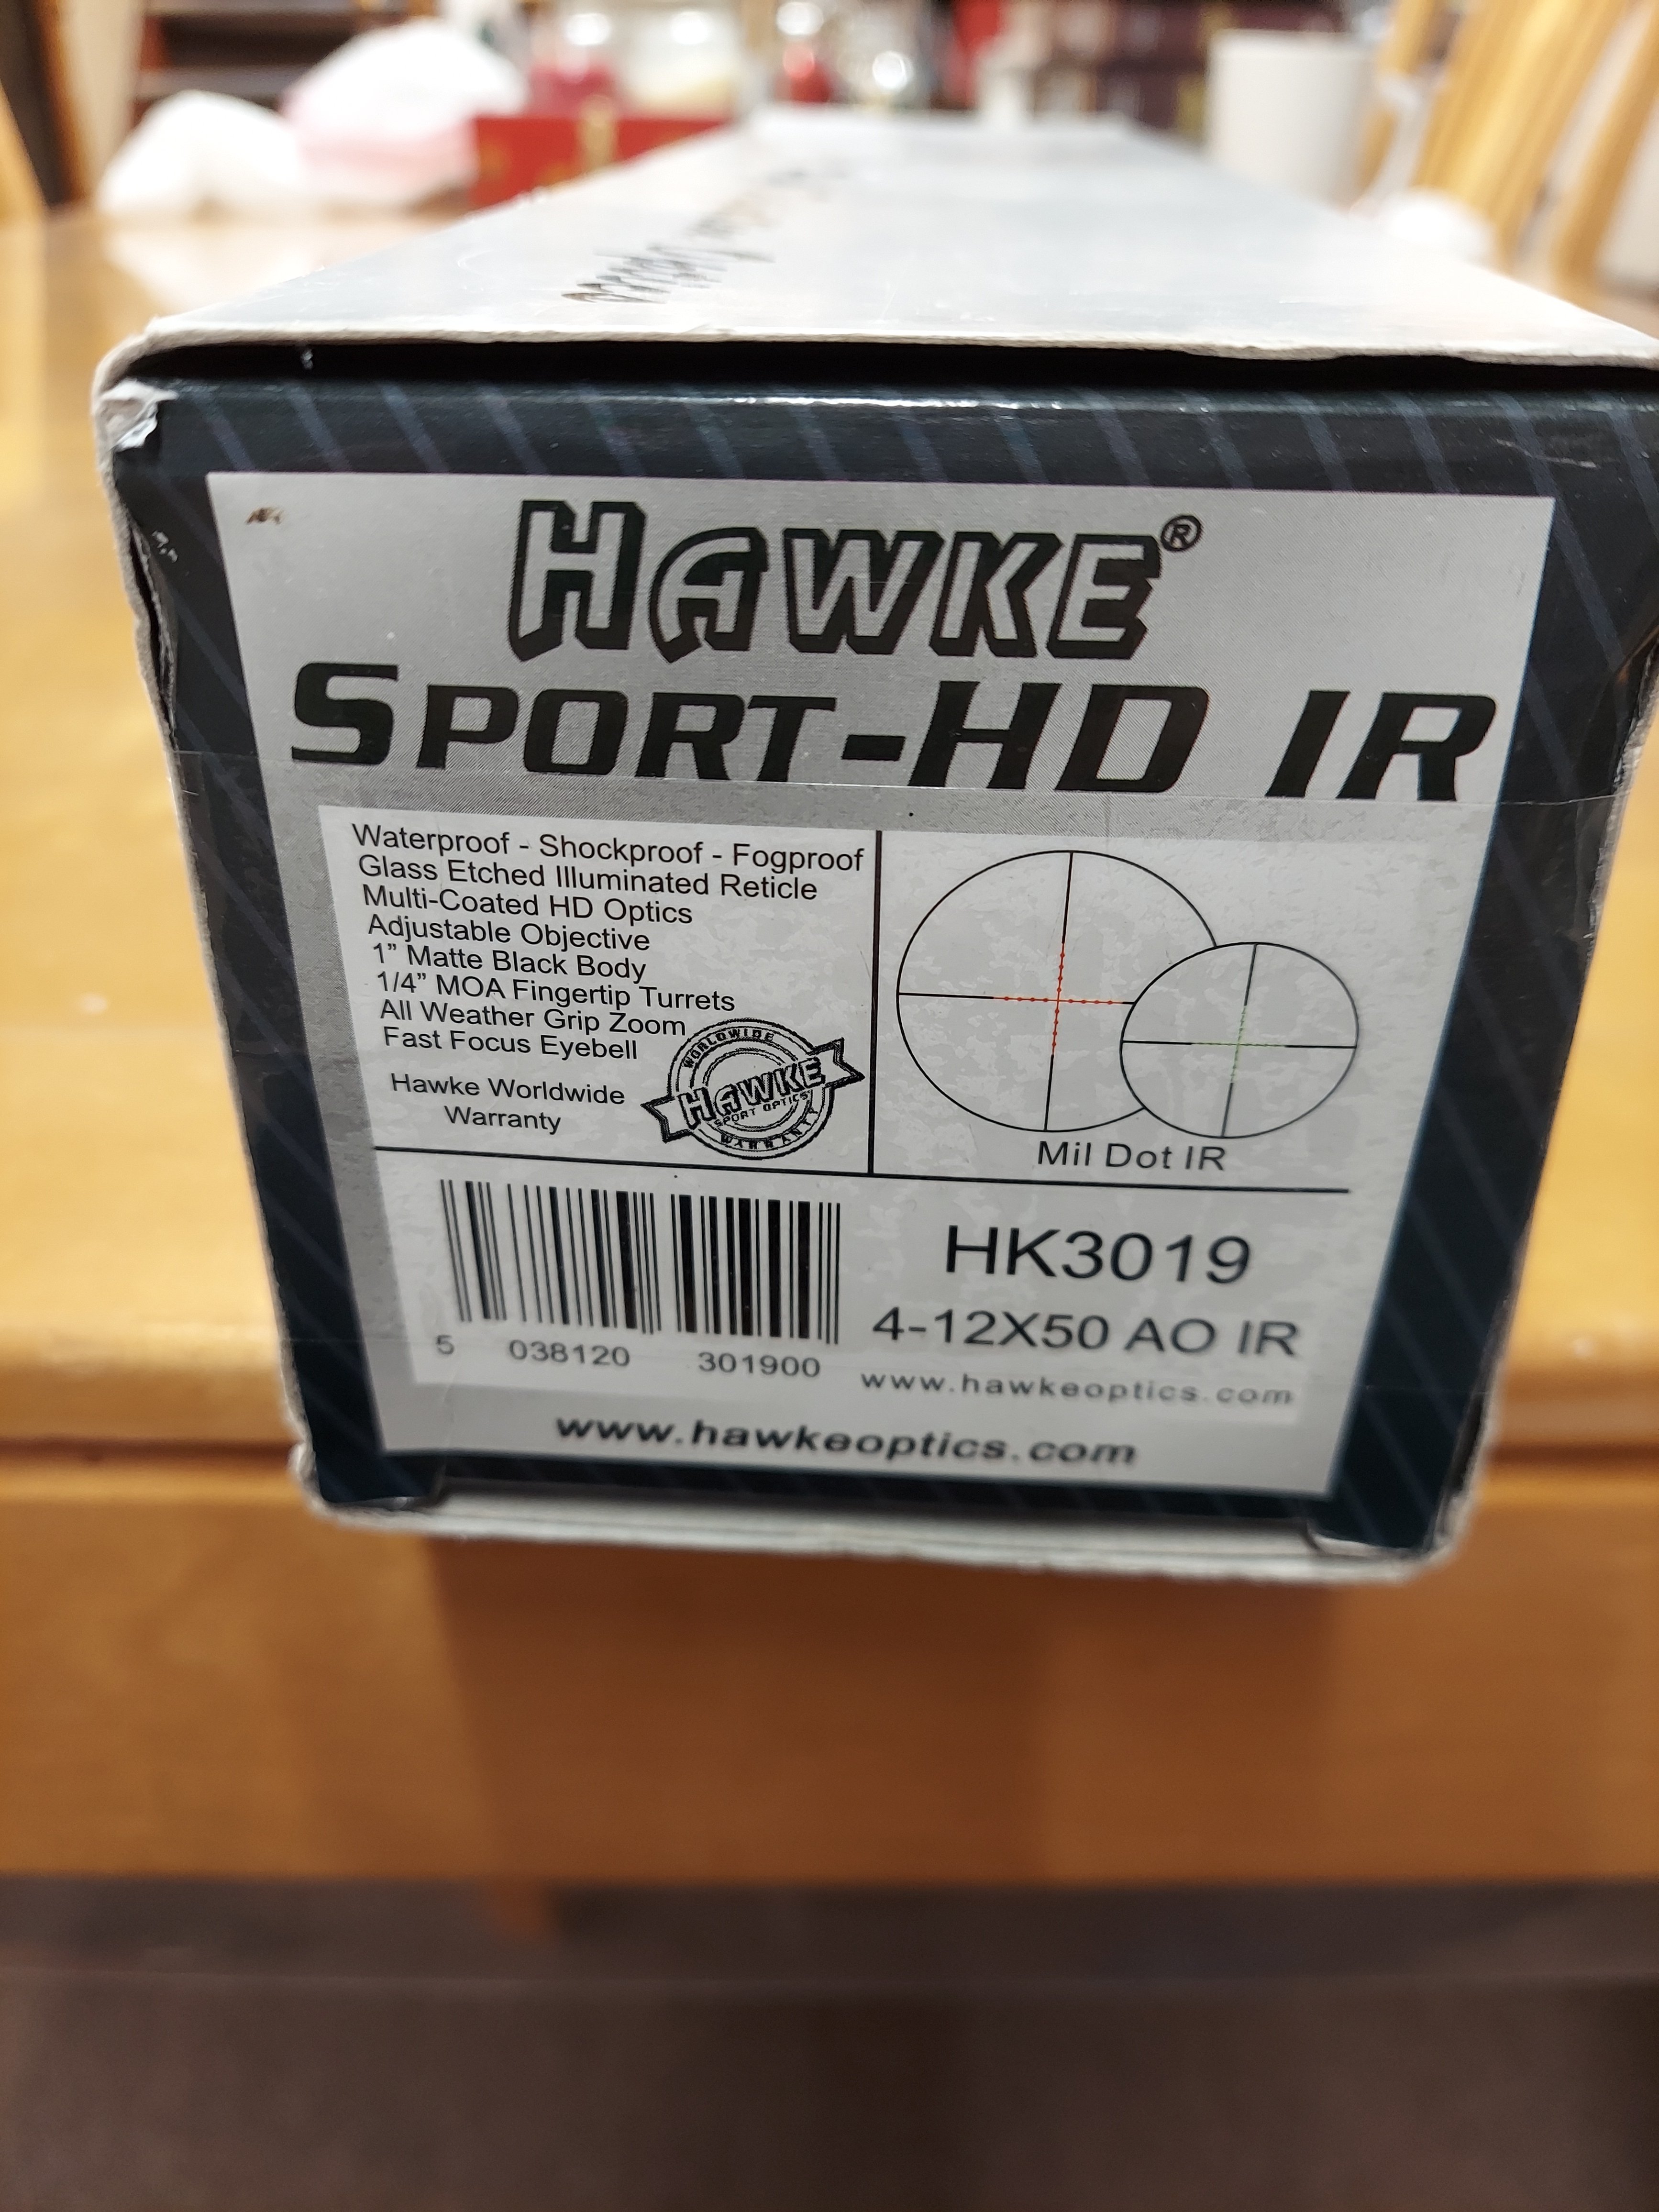 HAWKE®
SPORT-HD IR
Waterproof - Shockproof - Fogproof
Glass Etched Illuminated Reticle
Multi-Coated HD Optics
Adjustable Objective
1” Matte Black Body
1/4” MOA Fingertip Turrets
All Weather Grip Zoom
Fast Focus Eyebell
Hawke Worldwide
Warranty
WORLDWIDE
HAWKE
SPORT OPTICS
WARRANTY
Mil Dot IR
5 038120 301900
HK3019
4-12X50 AO IR
www.hawkeoptics.com
www.hawkeoptics.com